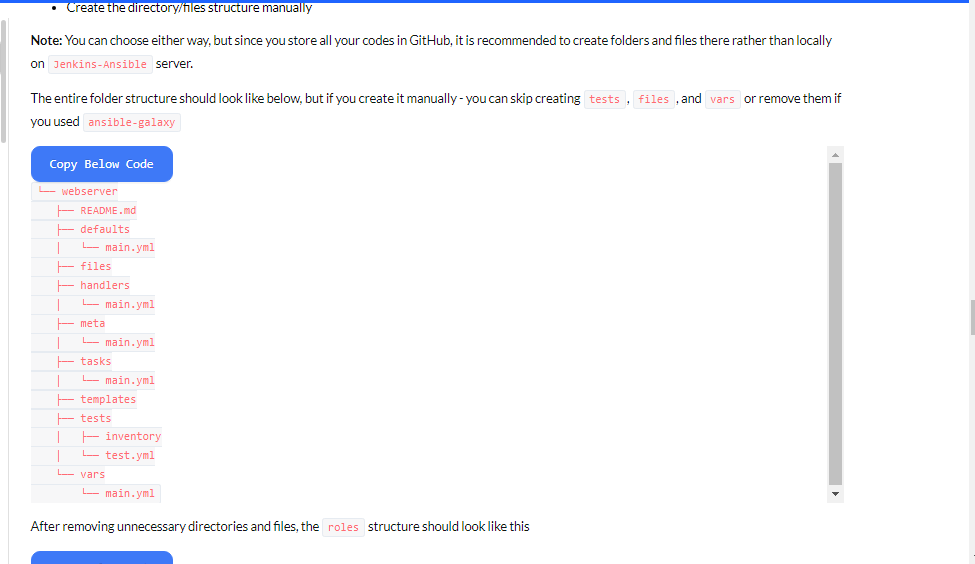 Create the directory/files structure manually
Note: You can choose either way, but since you store all your codes in GitHub, it is recommended to create folders and files there rather than locally
on Jenkins-Ansible server.
The entire folder structure should look like below, but if you create it manually - you can skip creating tests , files , and vars or remove them if
you used ansible-galaxy
Copy Below Code
└── webserver
    ├── README.md
    ├── defaults
    │   └── main.yml
    ├── files
    ├── handlers
    │   └── main.yml
    ├── meta
    │   └── main.yml
    ├── tasks
    │   └── main.yml
    ├── templates
    ├── tests
    │   ├── inventory
    │   └── test.yml
    └── vars
        └── main.yml
After removing unnecessary directories and files, the roles structure should look like this